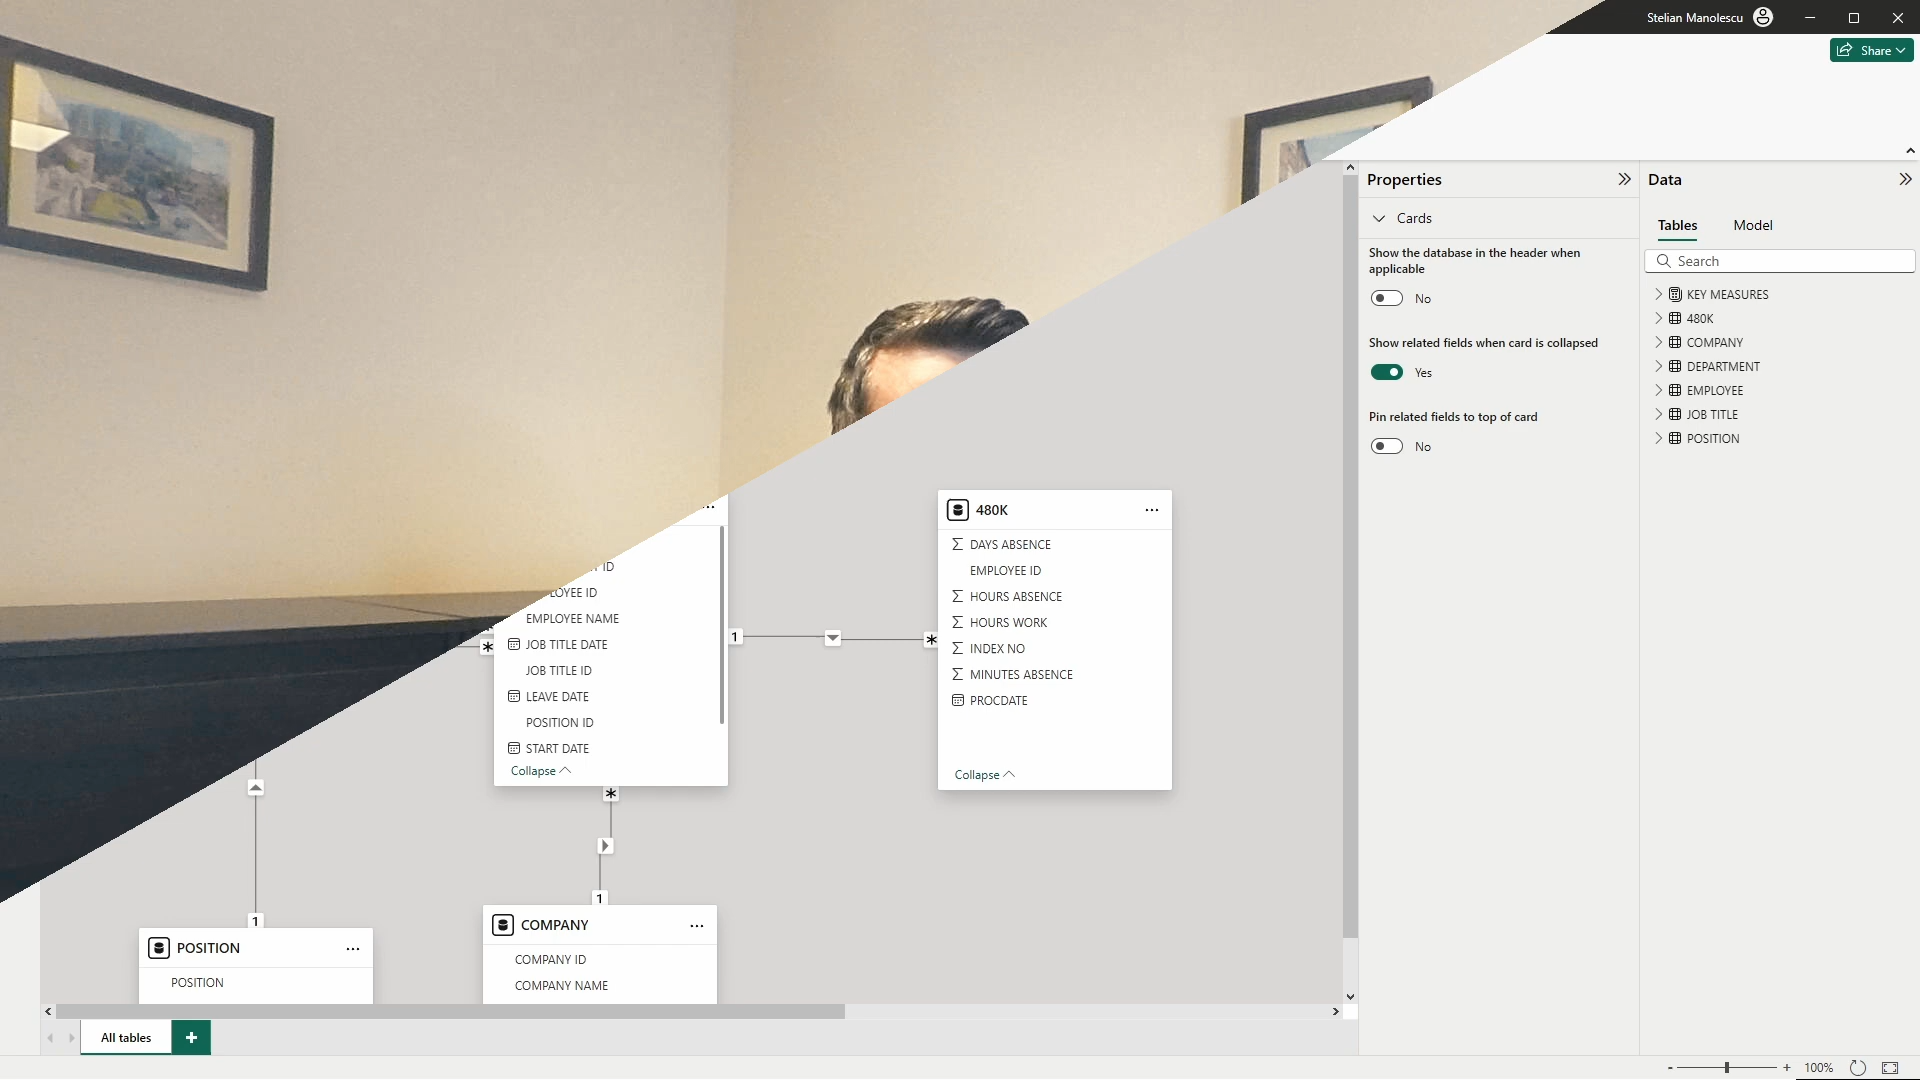 Stelian Manolescu
Share
Properties
Data
Cards
Tables
Model
Show the database in the header when
applicable
No
Search
KEY MEASURES
480K
COMPANY
DEPARTMENT
EMPLOYEE
JOB TITLE
POSITION
Show related fields when card is collapsed
Yes
Pin related fields to top of card
No
ID
EMPLOYEE NAME
JOB TITLE DATE
JOB TITLE ID
LEAVE DATE
POSITION ID
START DATE
Collapse
*
1
*
480K
DAYS ABSENCE
EMPLOYEE ID
HOURS ABSENCE
HOURS WORK
INDEX NO
MINUTES ABSENCE
PROCDATE
Collapse
*
1
1
POSITION
POSITION
COMPANY
COMPANY ID
COMPANY NAME
All tables
+
- + 100%